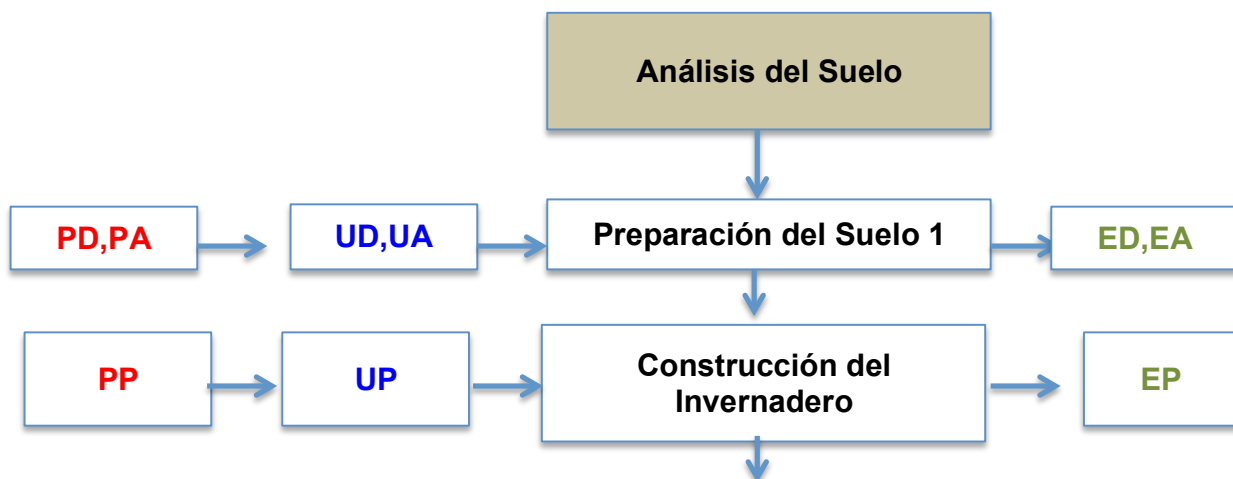 Análisis del Suelo
PD,PA
UD,UA
Preparación del Suelo 1
ED,EA
PP
UP
Construcción del
Invernadero
EP